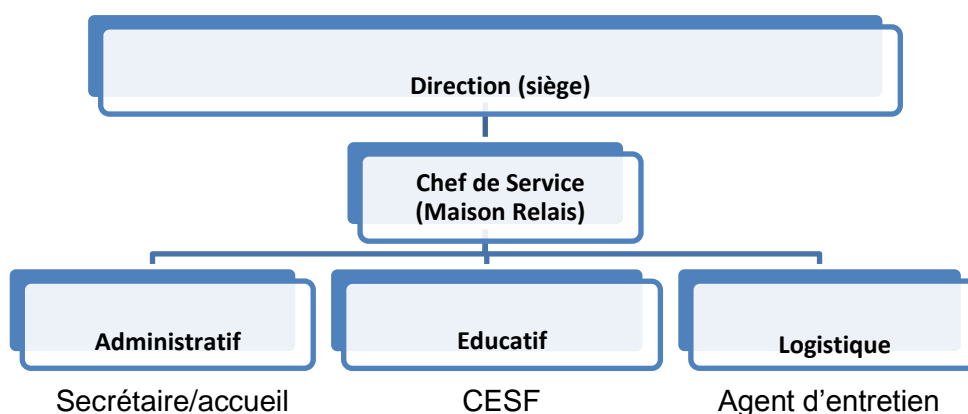 Direction (siège)
Chef de Service
(Maison Relais)
Administratif
Educatif
Logistique
Secrétaire/accueil
CESF
Agent d’entretien